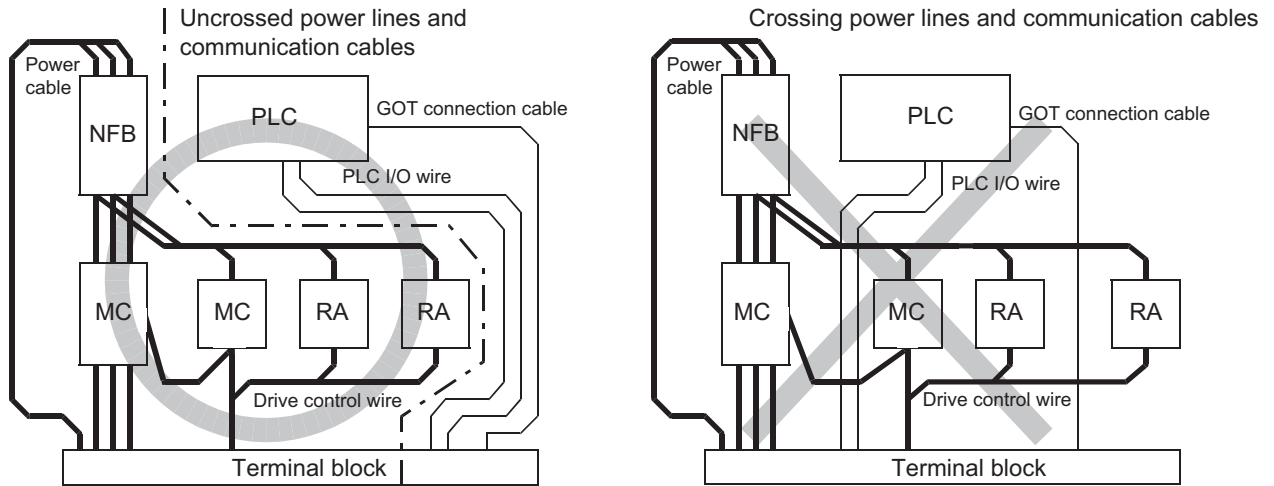 Uncrossed power lines and
communication cables
Power
cable
NFB
PLC
GOT connection cable
PLC I/O wire
MC
MC
RA
RA
Drive control wire
Terminal block
Crossing power lines and communication cables
Power
cable
NFB
PLC
GOT connection cable
PLC I/O wire
MC
MC
RA
RA
Drive control wire
Terminal block